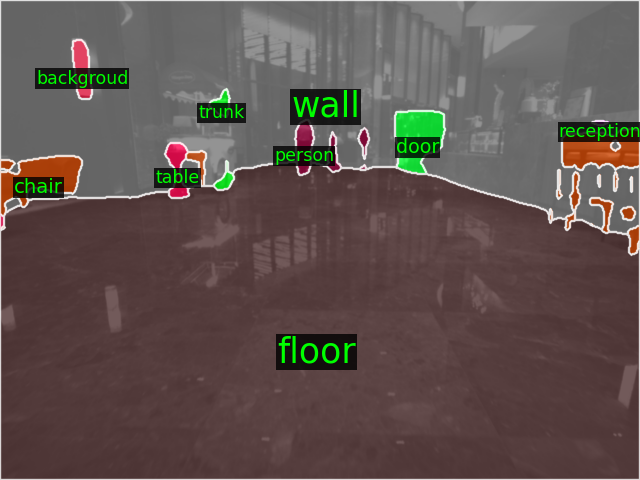 backgroud
wall
trunk
reception
door
person
table
chair
floor